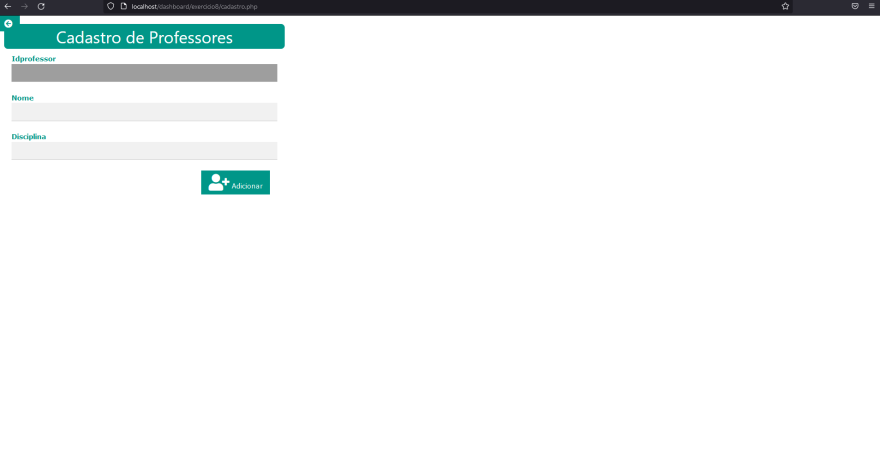 localhost/dashboard/exercicio8/cadastro.php
Cadastro de Professores
Idprofessor
Nome
Disciplina
Adicionar